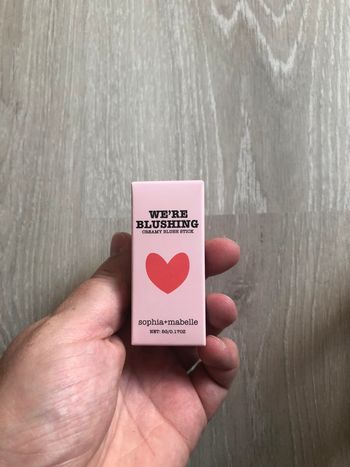 WE'RE
BLUSHING
CREAMY BLUSH STICK
sophia+mabelle
NET: 5G/0.17OZ